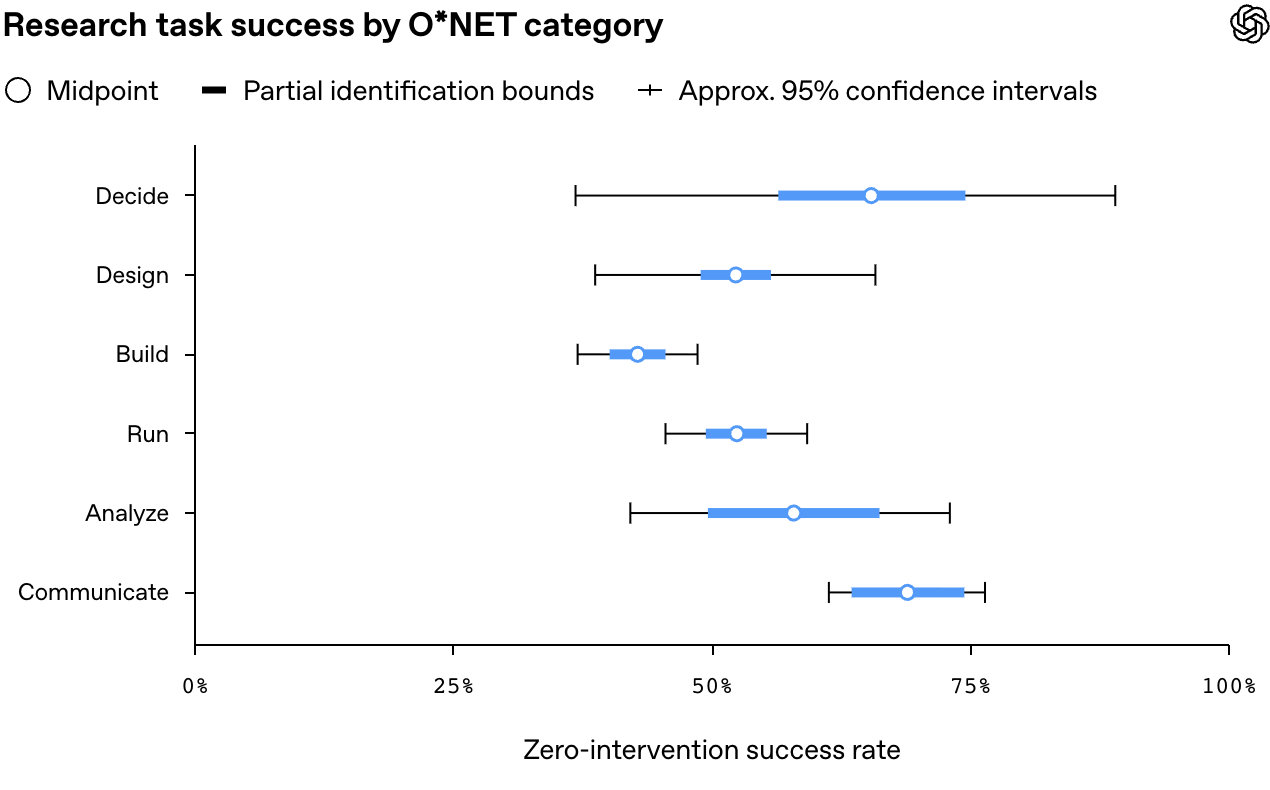 Research task success by O*NET category
Midpoint
Partial identification bounds
Approx. 95% confidence intervals
Decide
Design
Build
Run
Analyze
Communicate
0%
25%
50%
75%
100%
Zero-intervention success rate